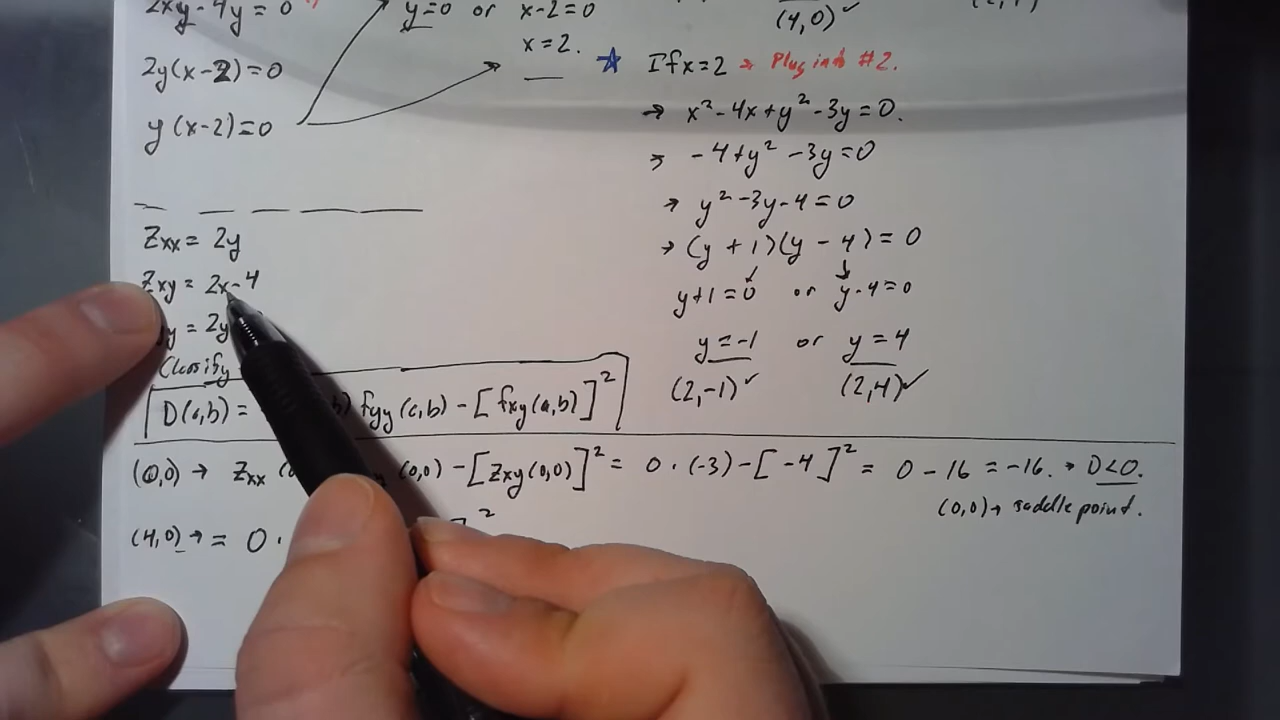 2xy - 4y = 0
2y(x-2) = 0
y(x-2) = 0
y=0 or x-2=0
x=2.
(4,0) ✓
★ If x=2 → Plug into #2.
→ x² - 4x + y² - 3y = 0.
→ -4 + y² - 3y = 0
→ y² - 3y - 4 = 0
→ (y + 1)(y - 4) = 0
y+1=0 or y-4=0
y = -1 or y = 4
(2,-1) ✓ (2,4) ✓
Zxx = 2y
Zxy = 2x-4
y = 2y
Classify
D(a,b) = b) fyy(a,b) - [fxy(a,b)]²
(0,0) → Zxx (0,0) - [Zxy(0,0)]² = 0 · (-3) - [-4]² = 0 - 16 = -16. → D<0.
(0,0) → saddle point.
(4,0) → = 0 · ]²